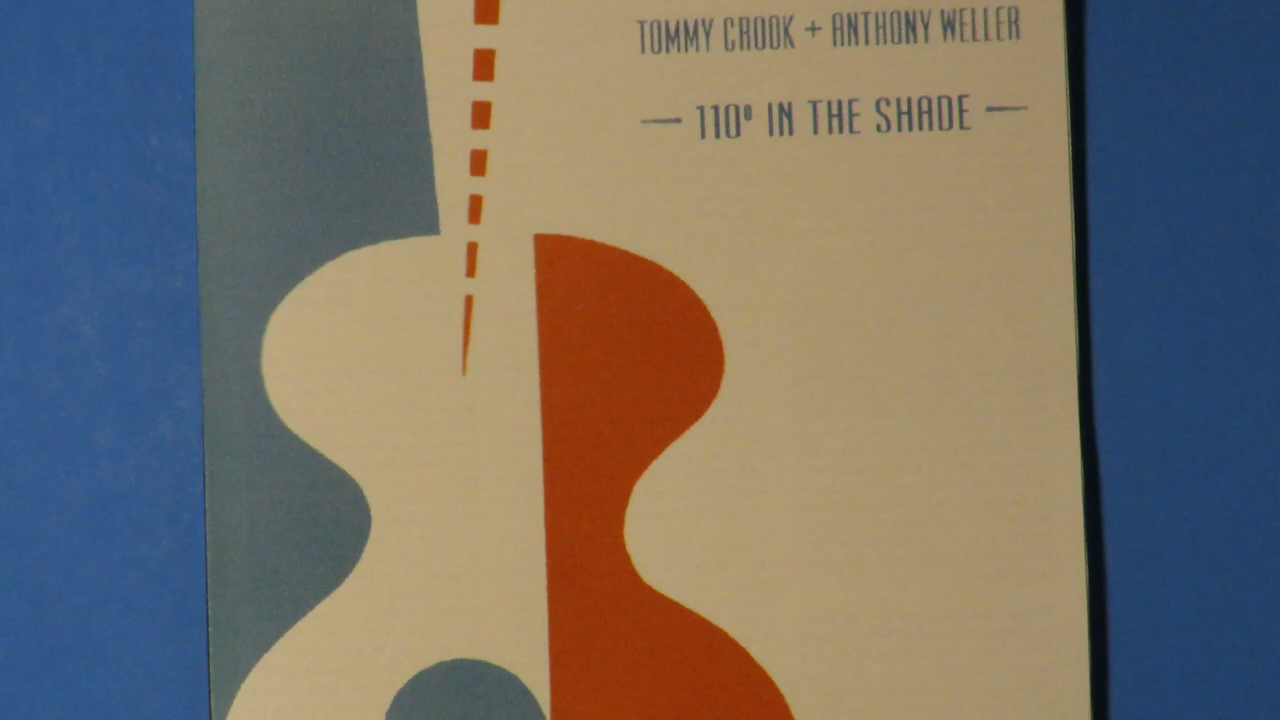 TOMMY CROOK + ANTHONY WELLER
— 110° IN THE SHADE —